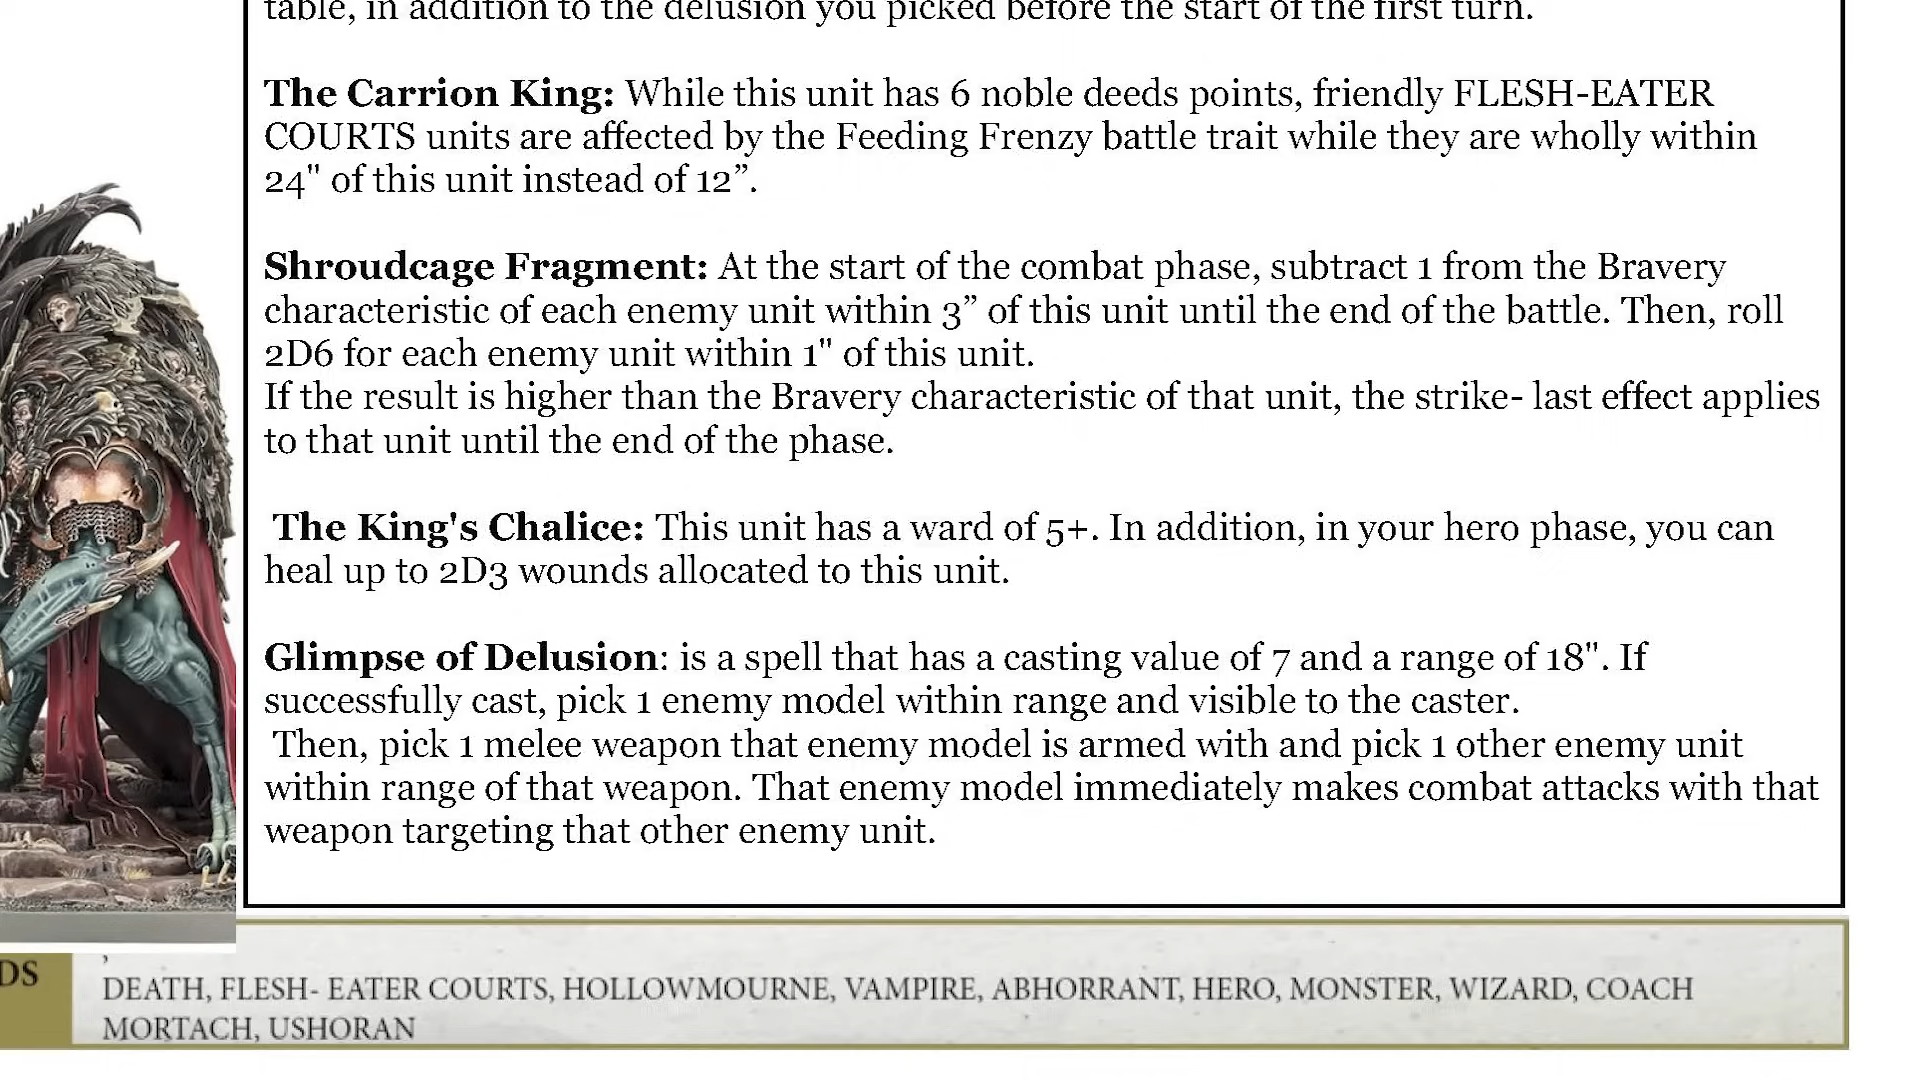 table, in addition to the delusion you picked before the start of the first turn.
The Carrion King: While this unit has 6 noble deeds points, friendly FLESH-EATER
COURTS units are affected by the Feeding Frenzy battle trait while they are wholly within
24" of this unit instead of 12”.
Shroudcage Fragment: At the start of the combat phase, subtract 1 from the Bravery
characteristic of each enemy unit within 3” of this unit until the end of the battle. Then, roll
2D6 for each enemy unit within 1" of this unit.
If the result is higher than the Bravery characteristic of that unit, the strike- last effect applies
to that unit until the end of the phase.
The King's Chalice: This unit has a ward of 5+. In addition, in your hero phase, you can
heal up to 2D3 wounds allocated to this unit.
Glimpse of Delusion: is a spell that has a casting value of 7 and a range of 18". If
successfully cast, pick 1 enemy model within range and visible to the caster.
Then, pick 1 melee weapon that enemy model is armed with and pick 1 other enemy unit
within range of that weapon. That enemy model immediately makes combat attacks with that
weapon targeting that other enemy unit.
DS
,
DEATH, FLESH- EATER COURTS, HOLLOWMOURNE, VAMPIRE, ABHORRANT, HERO, MONSTER, WIZARD, COACH
MORTACH, USHORAN